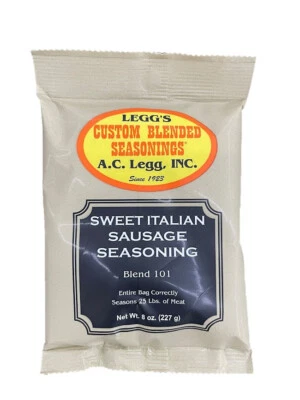 LEGG'S
CUSTOM BLENDED
SEASONINGS®
A.C. Legg, INC.
Since 1923
SWEET ITALIAN
SAUSAGE
SEASONING
Blend 101
Entire Bag Correctly
Seasons 25 Lbs. of Meat
Net Wt. 8 oz. (227 g)